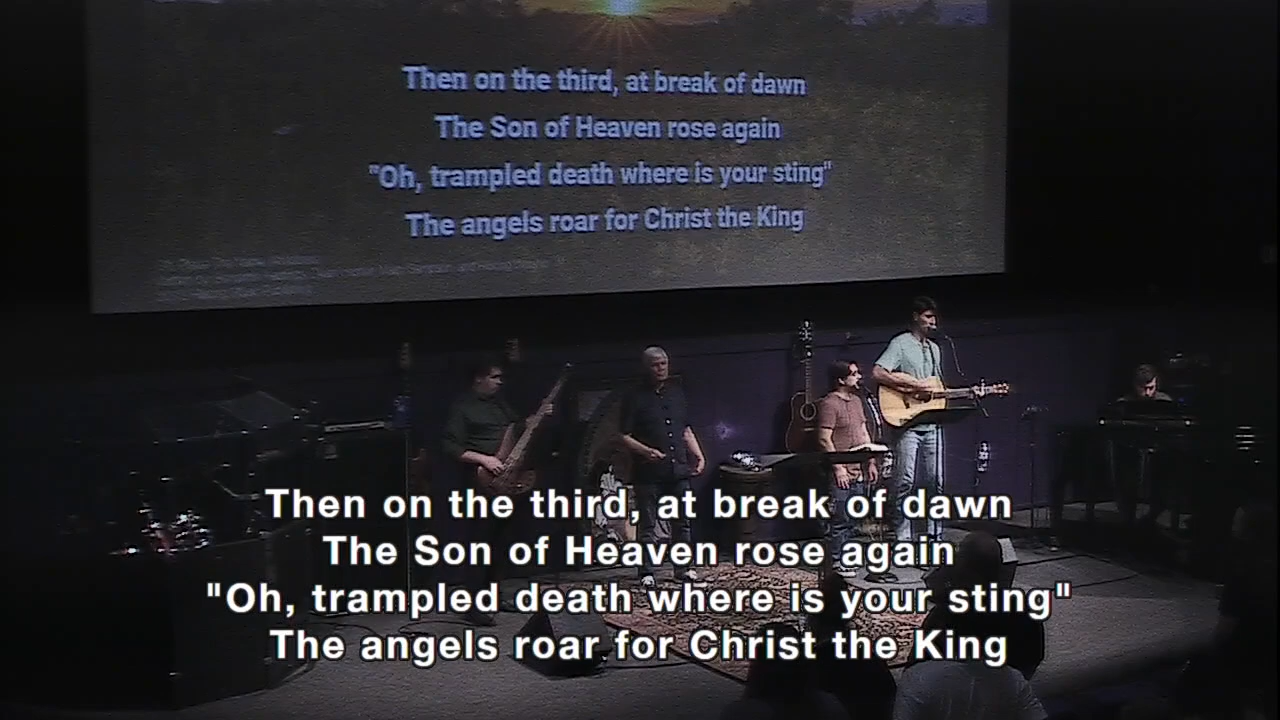 Then on the third, at break of dawn
The Son of Heaven rose again
"Oh, trampled death where is your sting"
The angels roar for Christ the King
Then on the third, at break of dawn
The Son of Heaven rose again
"Oh, trampled death where is your sting"
The angels roar for Christ the King